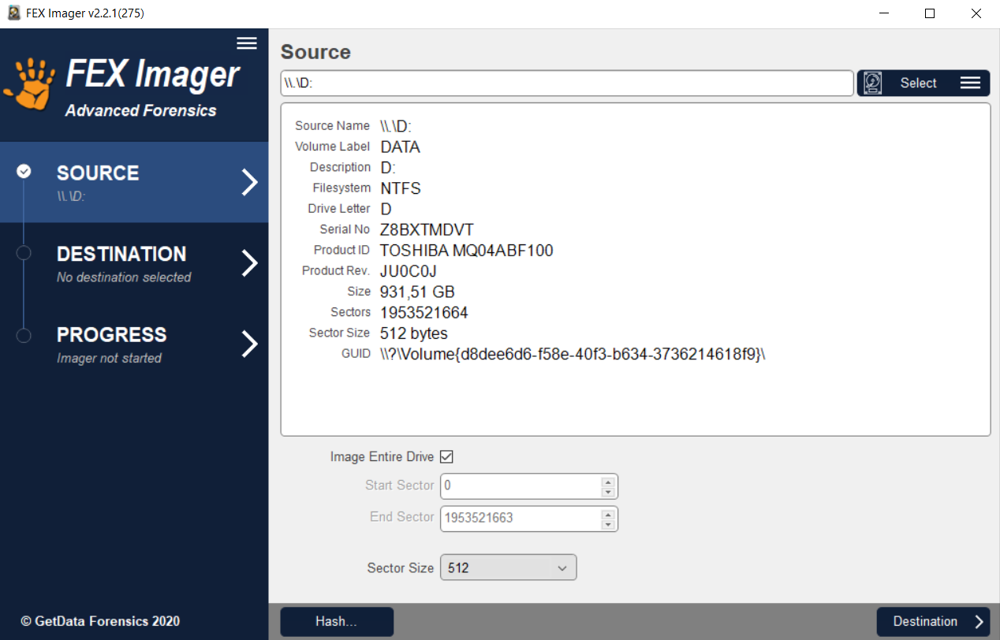 FEX Imager v2.2.1(275)
FEX Imager
Advanced Forensics
SOURCE
\\.\D:
DESTINATION
No destination selected
PROGRESS
Imager not started
© GetData Forensics 2020
Source
\\.\D:
Select
Source Name \\.\D:
Volume Label DATA
Description D:
Filesystem NTFS
Drive Letter D
Serial No Z8BXTMDVT
Product ID TOSHIBA MQ04ABF100
Product Rev. JU0C0J
Size 931,51 GB
Sectors 1953521664
Sector Size 512 bytes
GUID \\?\Volume{d8dee6d6-f58e-40f3-b634-3736214618f9}\
Image Entire Drive
Start Sector 0
End Sector 1953521663
Sector Size 512
Hash...
Destination